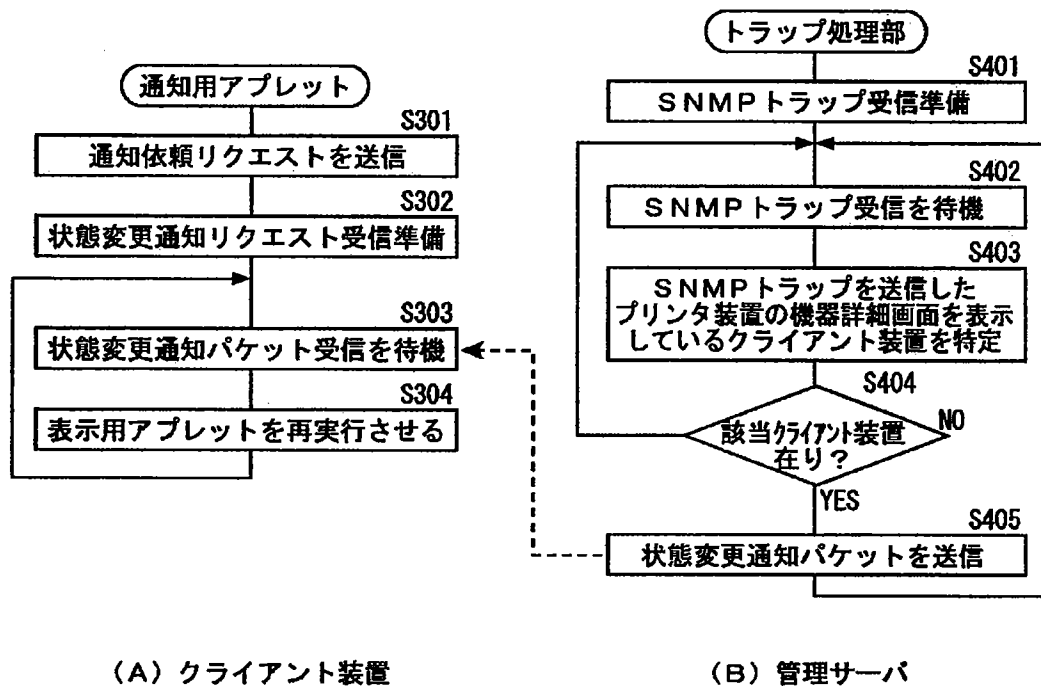 通知用アプレット
S301
通知依頼リクエストを送信
S302
状態変更通知リクエスト受信準備
S303
状態変更通知パケット受信を待機
S304
表示用アプレットを再実行させる
(A) クライアント装置
トラップ処理部
S401
SNMPトラップ受信準備
S402
SNMPトラップ受信を待機
S403
SNMPトラップを送信した
プリンタ装置の機器詳細画面を表示
しているクライアント装置を特定
S404
該当クライアント装置
在り?
NO
YES
S405
状態変更通知パケットを送信
(B) 管理サーバ